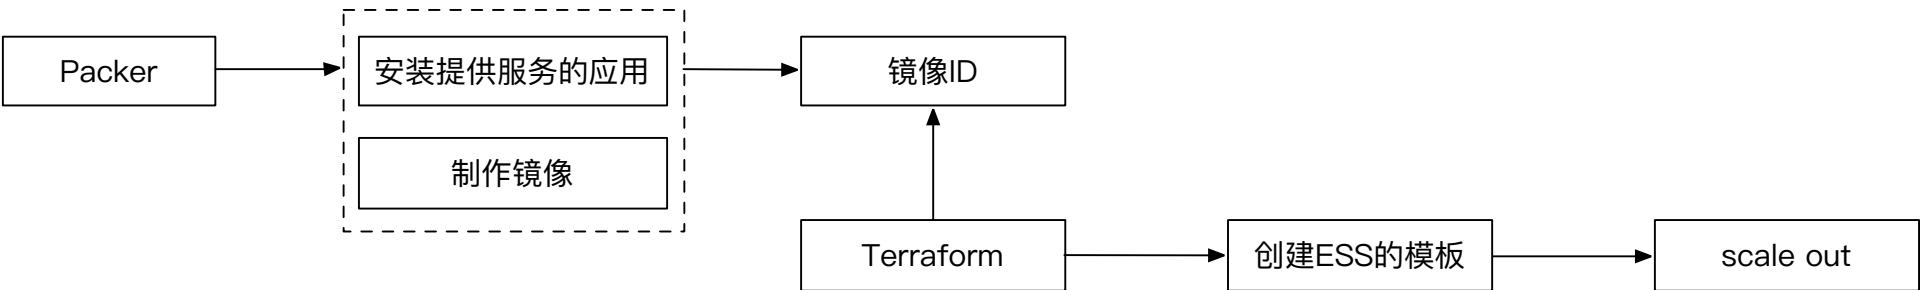 Packer
安装提供服务的应用
制作镜像
镜像ID
Terraform
创建ESS的模板
scale out